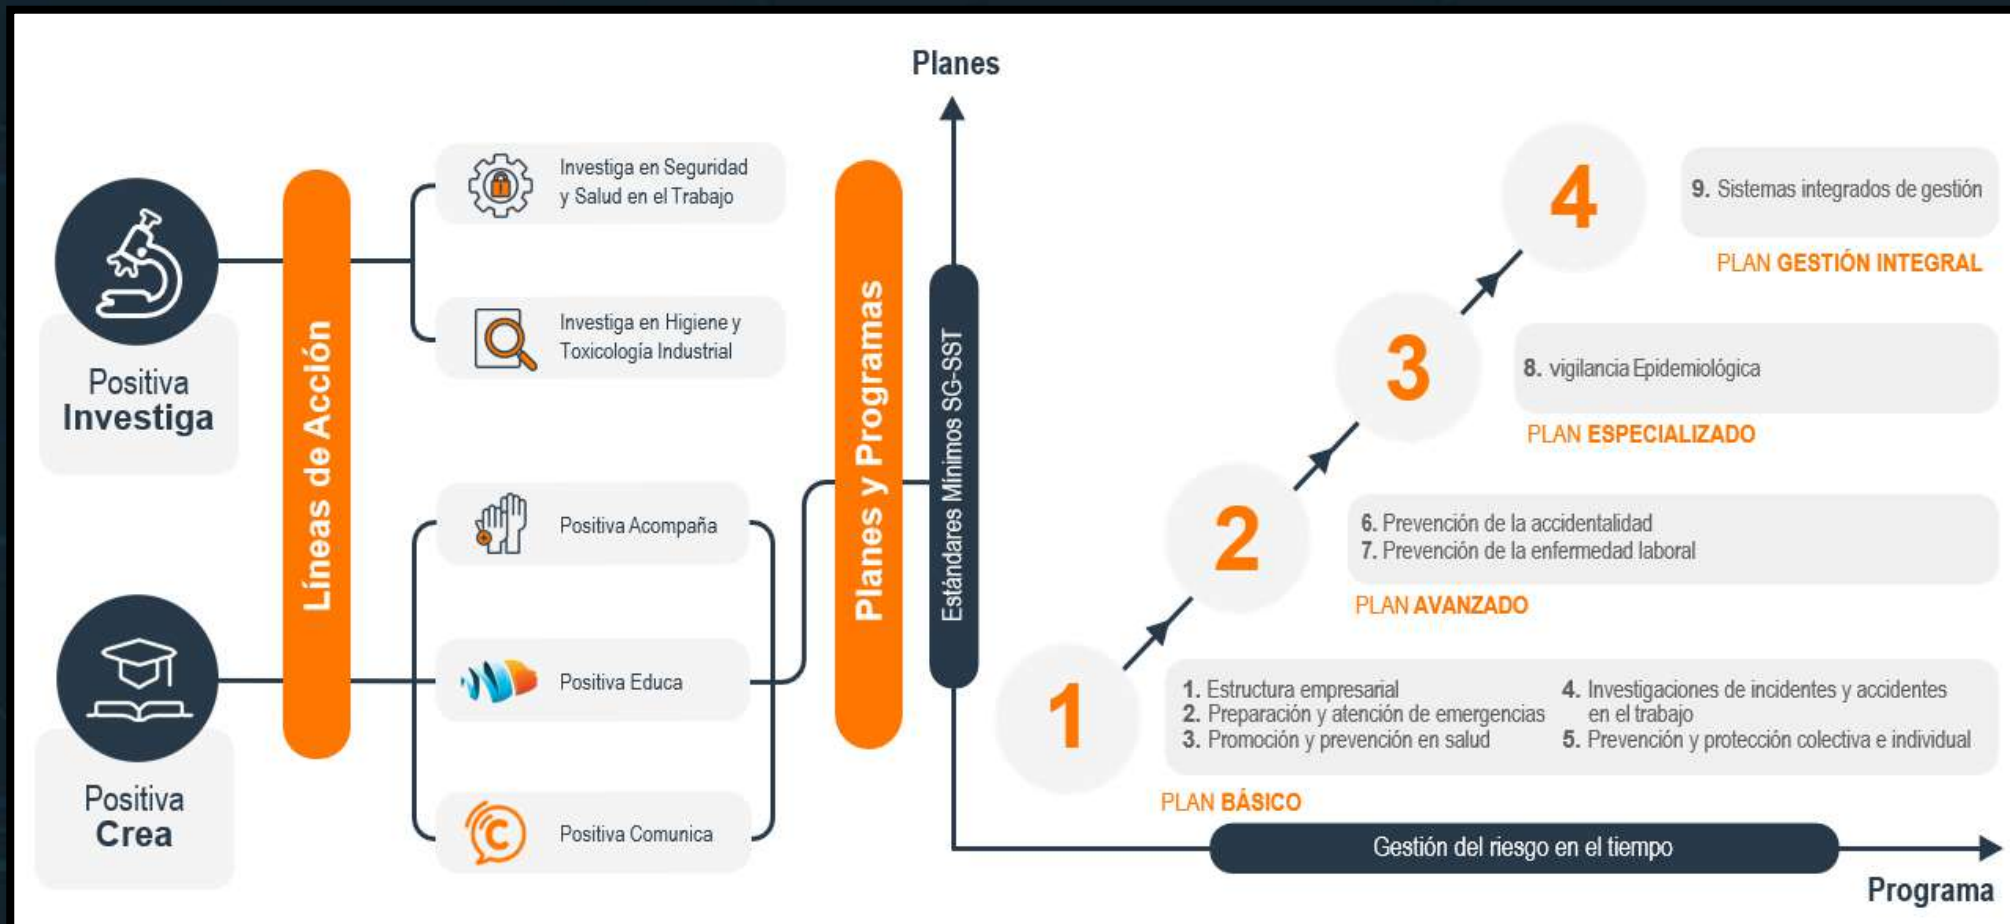 Positiva
Investiga
Positiva
Crea
Líneas de Acción
Investiga en Seguridad
y Salud en el Trabajo
Investiga en Higiene y
Toxicología Industrial
Positiva Acompaña
Positiva Educa
C
Positiva Comunica
Planes y Programas
Planes
Estándares Mínimos SG-SST
4
9. Sistemas integrados de gestión
PLAN GESTIÓN INTEGRAL
3
8. vigilancia Epidemiológica
PLAN ESPECIALIZADO
2
6. Prevención de la accidentalidad
7. Prevención de la enfermedad laboral
PLAN AVANZADO
1
1. Estructura empresarial
2. Preparación y atención de emergencias
3. Promoción y prevención en salud
4. Investigaciones de incidentes y accidentes
en el trabajo
5. Prevención y protección colectiva e individual
PLAN BÁSICO
Gestión del riesgo en el tiempo
Programa